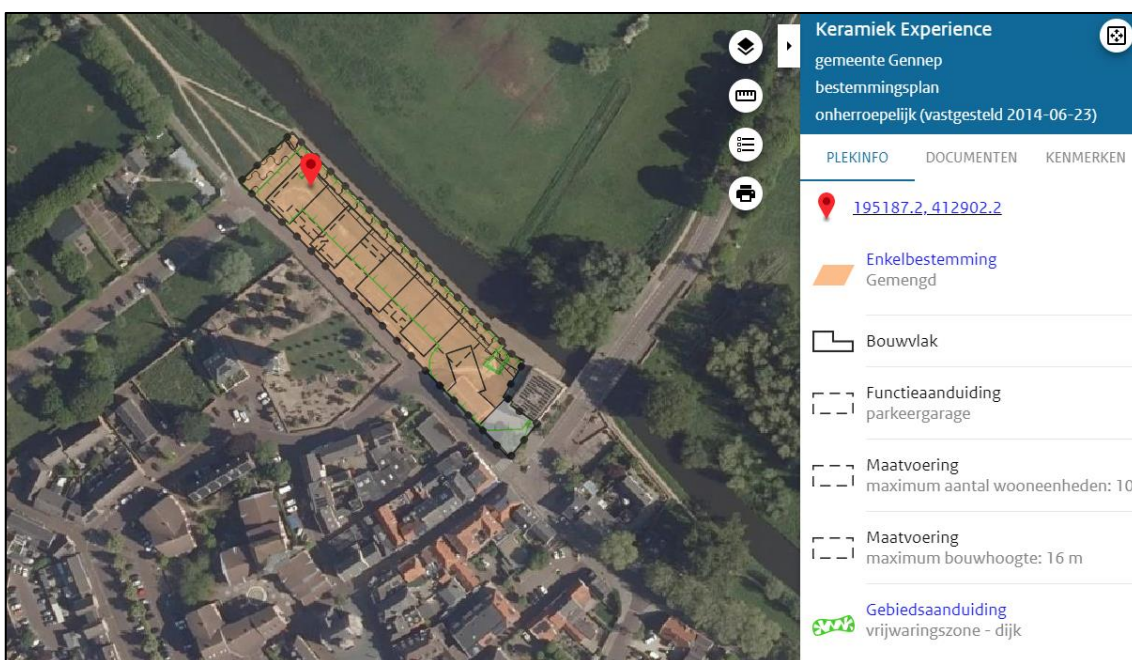 Keramiek Experience
gemeente Gennep
bestemmingsplan
onherroepelijk (vastgesteld 2014-06-23)
PLEKINFO DOCUMENTEN KENMERKEN
195187.2, 412902.2
Enkelbestemming
Gemengd
Bouwvlak
Functieaanduiding
parkeergarage
Maatvoering
maximum aantal wooneenheden: 10
Maatvoering
maximum bouwhoogte: 16 m
Gebiedsaanduiding
vrijwaringszone - dijk